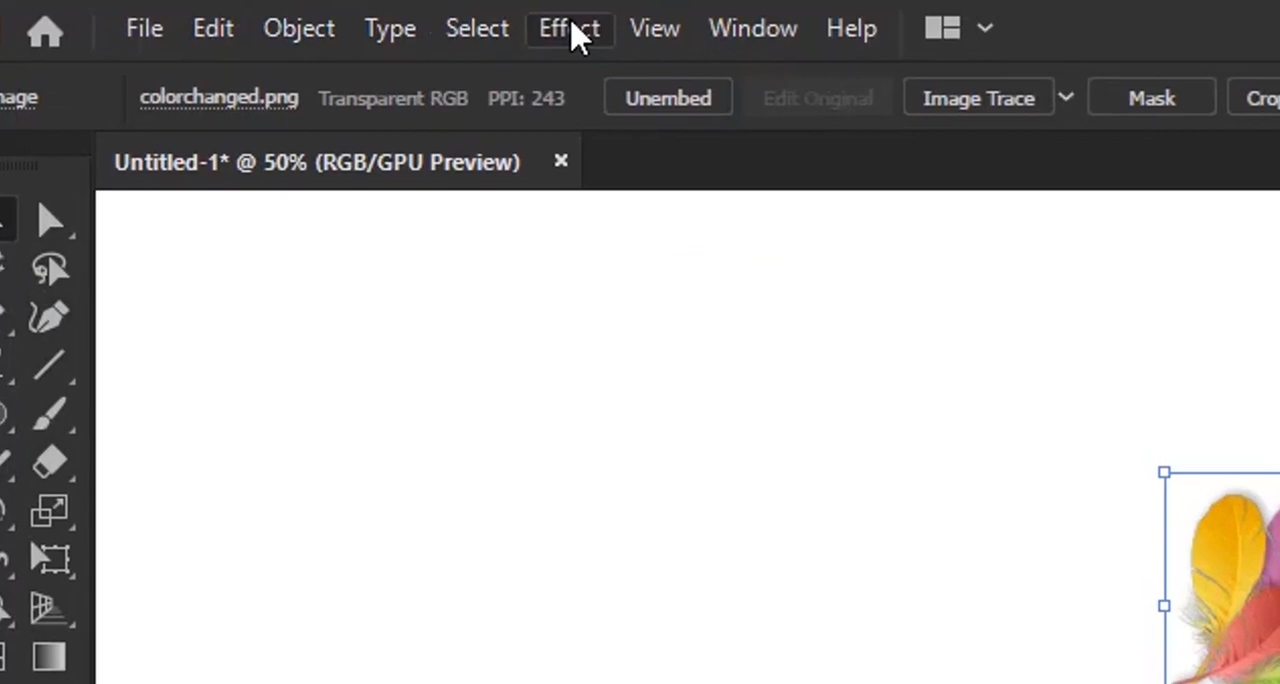 File Edit Object Type Select Effect View Window Help
colorchanged.png Transparent RGB PPI: 243 Unembed Edit Original Image Trace Mask
Untitled-1* @ 50% (RGB/GPU Preview) ×